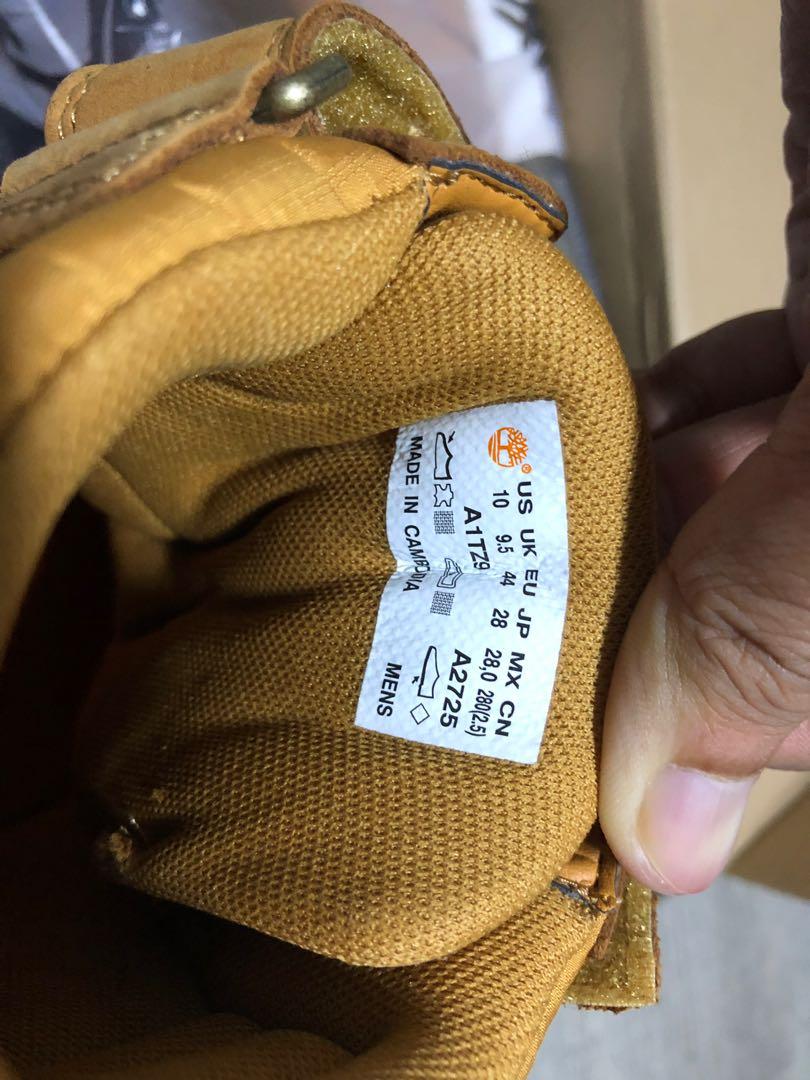 ®
US UK EU JP MX CN
10 9.5 44 28 28,0 280(2.5)
A1TZ9 A2725
MADE IN CAMBODIA MENS